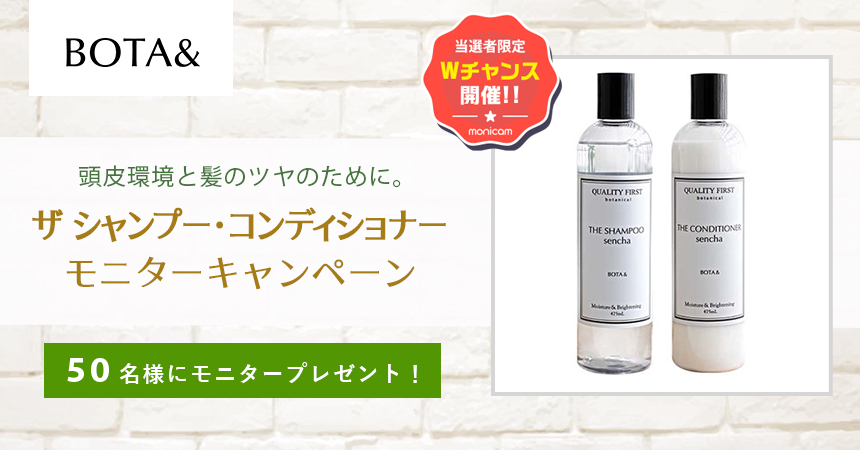 BOTA&
当選者限定
Wチャンス
開催!!
monicam
頭皮環境と髪のツヤのために。
ザ シャンプー・コンディショナー
モニターキャンペーン
50 名様にモニタープレゼント！
QUALITY FIRST
botanical
THE SHAMPOO
sencha
BOTA&
Moisture & Brightening
475mL
QUALITY FIRST
botanical
THE CONDITIONER
sencha
BOTA&
Moisture & Brightening
475mL